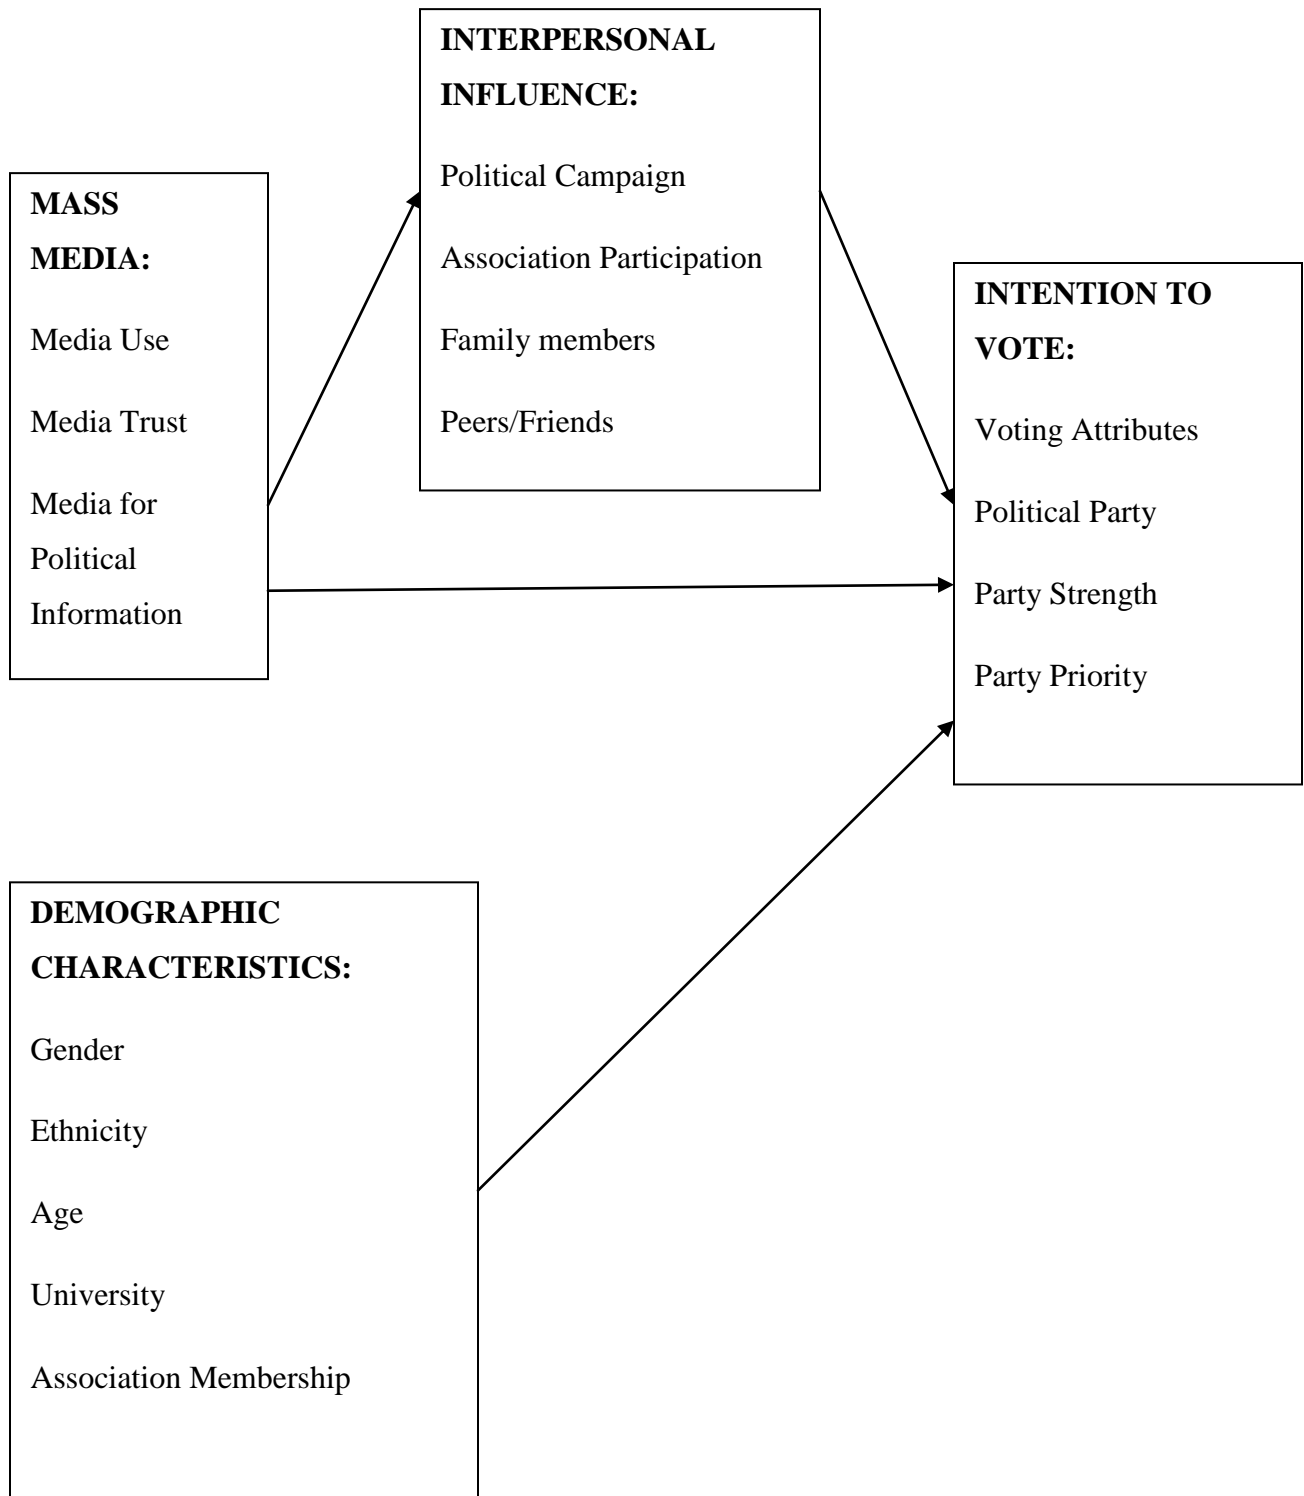 INTERPERSONAL
INFLUENCE:
Political Campaign
Association Participation
Family members
Peers/Friends
MASS
MEDIA:
Media Use
Media Trust
Media for
Political
Information
INTENTION TO
VOTE:
Voting Attributes
Political Party
Party Strength
Party Priority
DEMOGRAPHIC
CHARACTERISTICS:
Gender
Ethnicity
Age
University
Association Membership